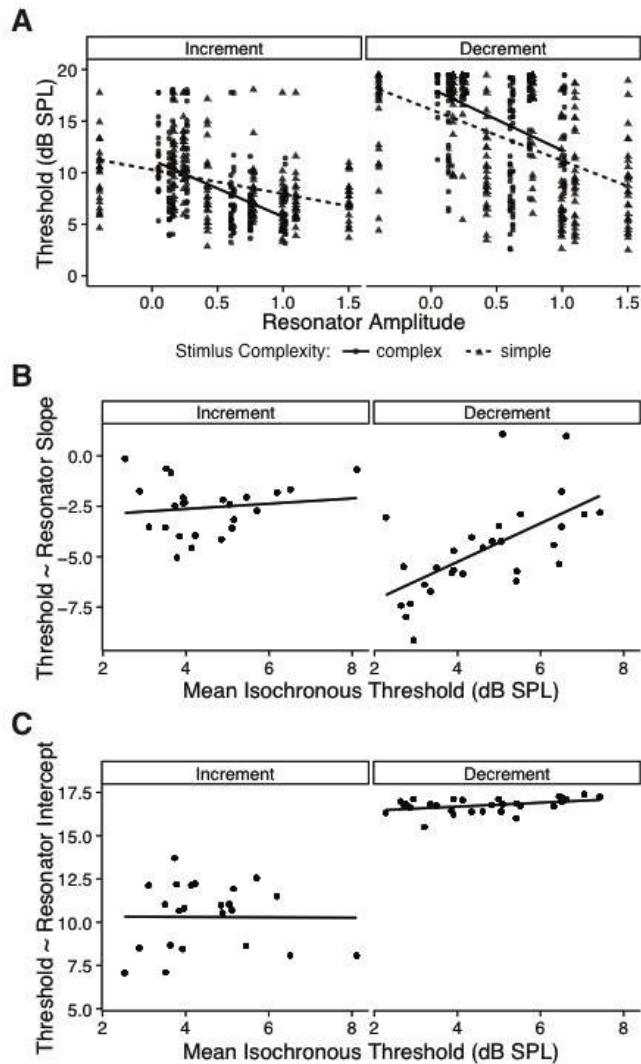 A
Increment
Decrement
Threshold (dB SPL)
20
15
10
5
0
0.0 0.5 1.0 1.5 0.0 0.5 1.0 1.5
Resonator Amplitude
Stimlus Complexity: complex simple
B
Increment
Decrement
Threshold ~ Resonator Slope
0.0
−2.5
−5.0
−7.5
2 4 6 8 2 4 6 8
Mean Isochronous Threshold (dB SPL)
C
Increment
Decrement
Threshold ~ Resonator Intercept
17.5
15.0
12.5
10.0
7.5
5.0
2 4 6 8 2 4 6 8
Mean Isochronous Threshold (dB SPL)